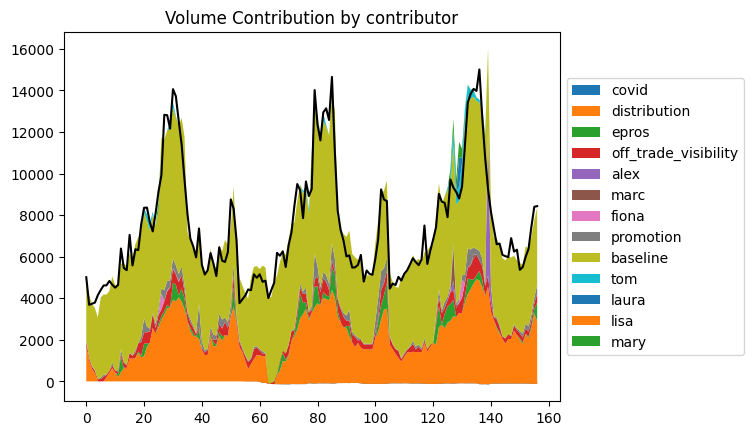 Volume Contribution by contributor
16000
14000
12000
10000
8000
6000
4000
2000
0
0 20 40 60 80 100 120 140 160
covid
distribution
epros
off_trade_visibility
alex
marc
fiona
promotion
baseline
tom
laura
lisa
mary